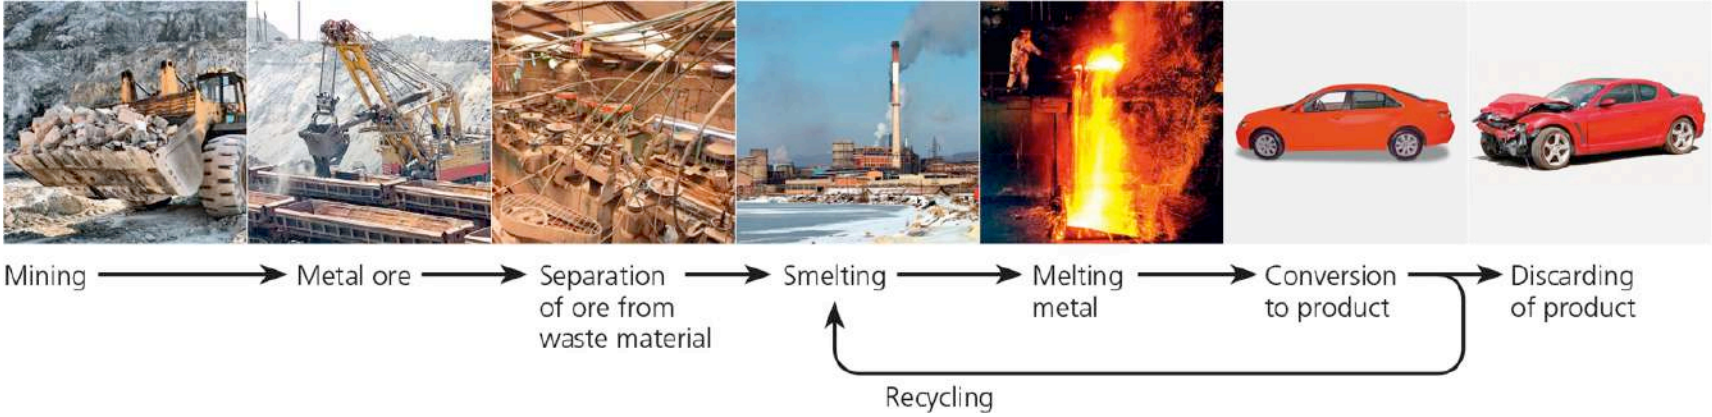 Mining
Metal ore
Separation
of ore from
waste material
Smelting
Melting
metal
Conversion
to product
Discarding
of product
Recycling